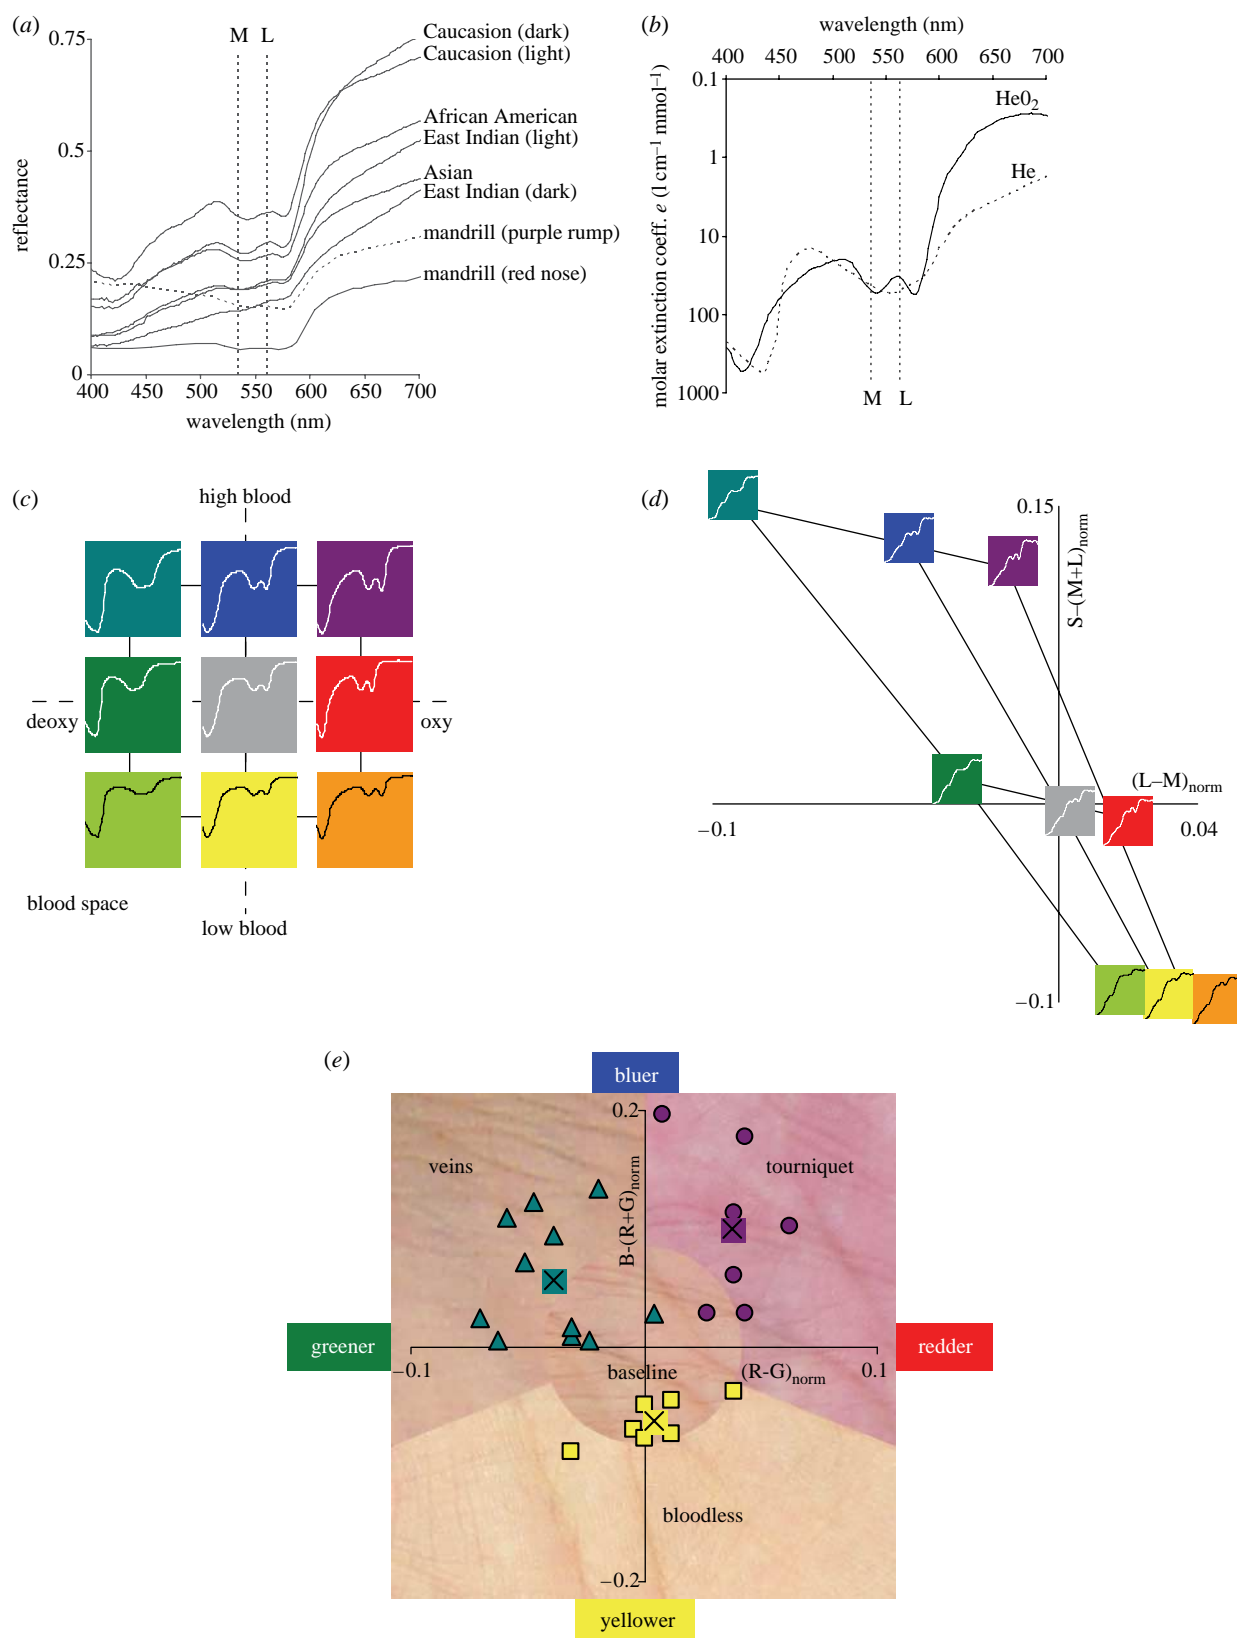 (a)
0.75
0.5
0.25
0
reflectance
M L
Caucasion (dark)
Caucasion (light)
African American
East Indian (light)
Asian
East Indian (dark)
mandrill (purple rump)
mandrill (red nose)
400 450 500 550 600 650 700
wavelength (nm)
(b)
wavelength (nm)
400 500 550 600 650 700
0.1
1
10
100
1000
molar extinction coeff. e (l cm–1 mmol–1)
He02
He
M L
(c)
high blood
deoxy
oxy
blood space
low blood
(d)
0.15
S–(M+L)norm
(L–M)norm
–0.1
0.04
–0.1
(e)
bluer
0.2
veins
tourniquet
B-(R+G)norm
greener
redder
–0.1
0.1
baseline
(R-G)norm
bloodless
–0.2
yellower